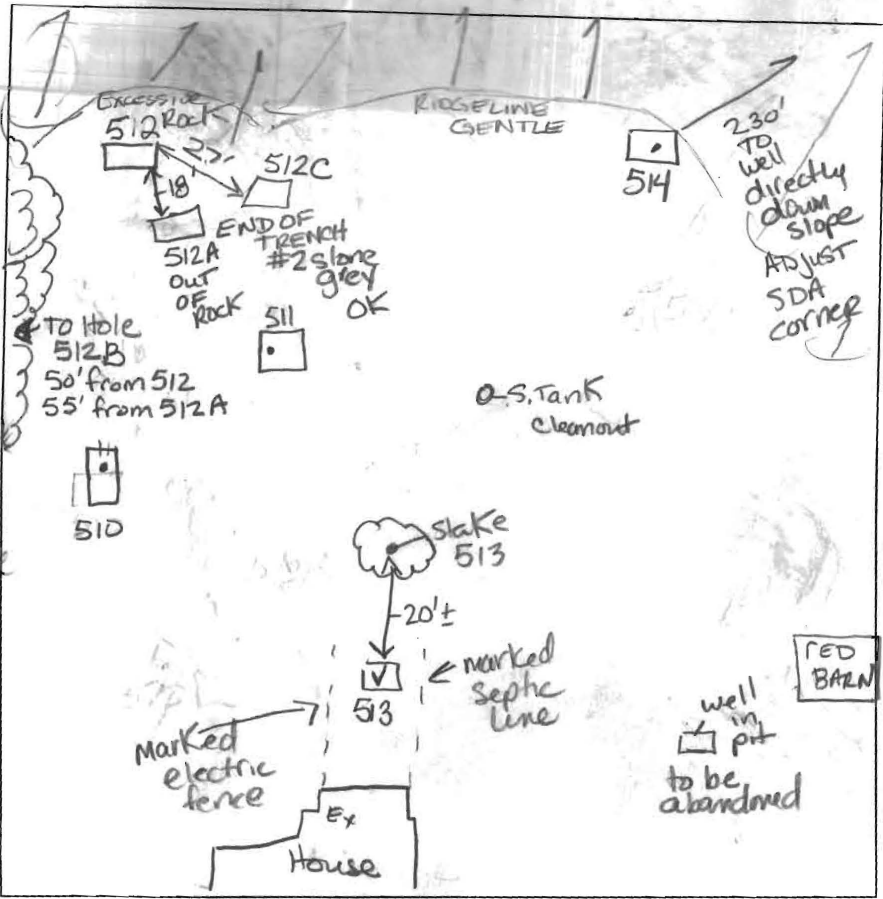 EXCESSIVE
ROCK
512
27'
18'
512C
512A
OUT
OF
ROCK
END OF
TRENCH
#2 slone
grey
OK
RIDGELINE
GENTLE
514
230'
TO
well
directly
down
slope
ADJUST
SDA
corner
511
TO Hole
512B
50' from 512
55' from 512A
510
S. Tank
Cleanout
Stake
513
20'±
513
marked
septic
line
Marked
electric
fence
RED
BARN
well
in
pit
to be
abandoned
Ex
House